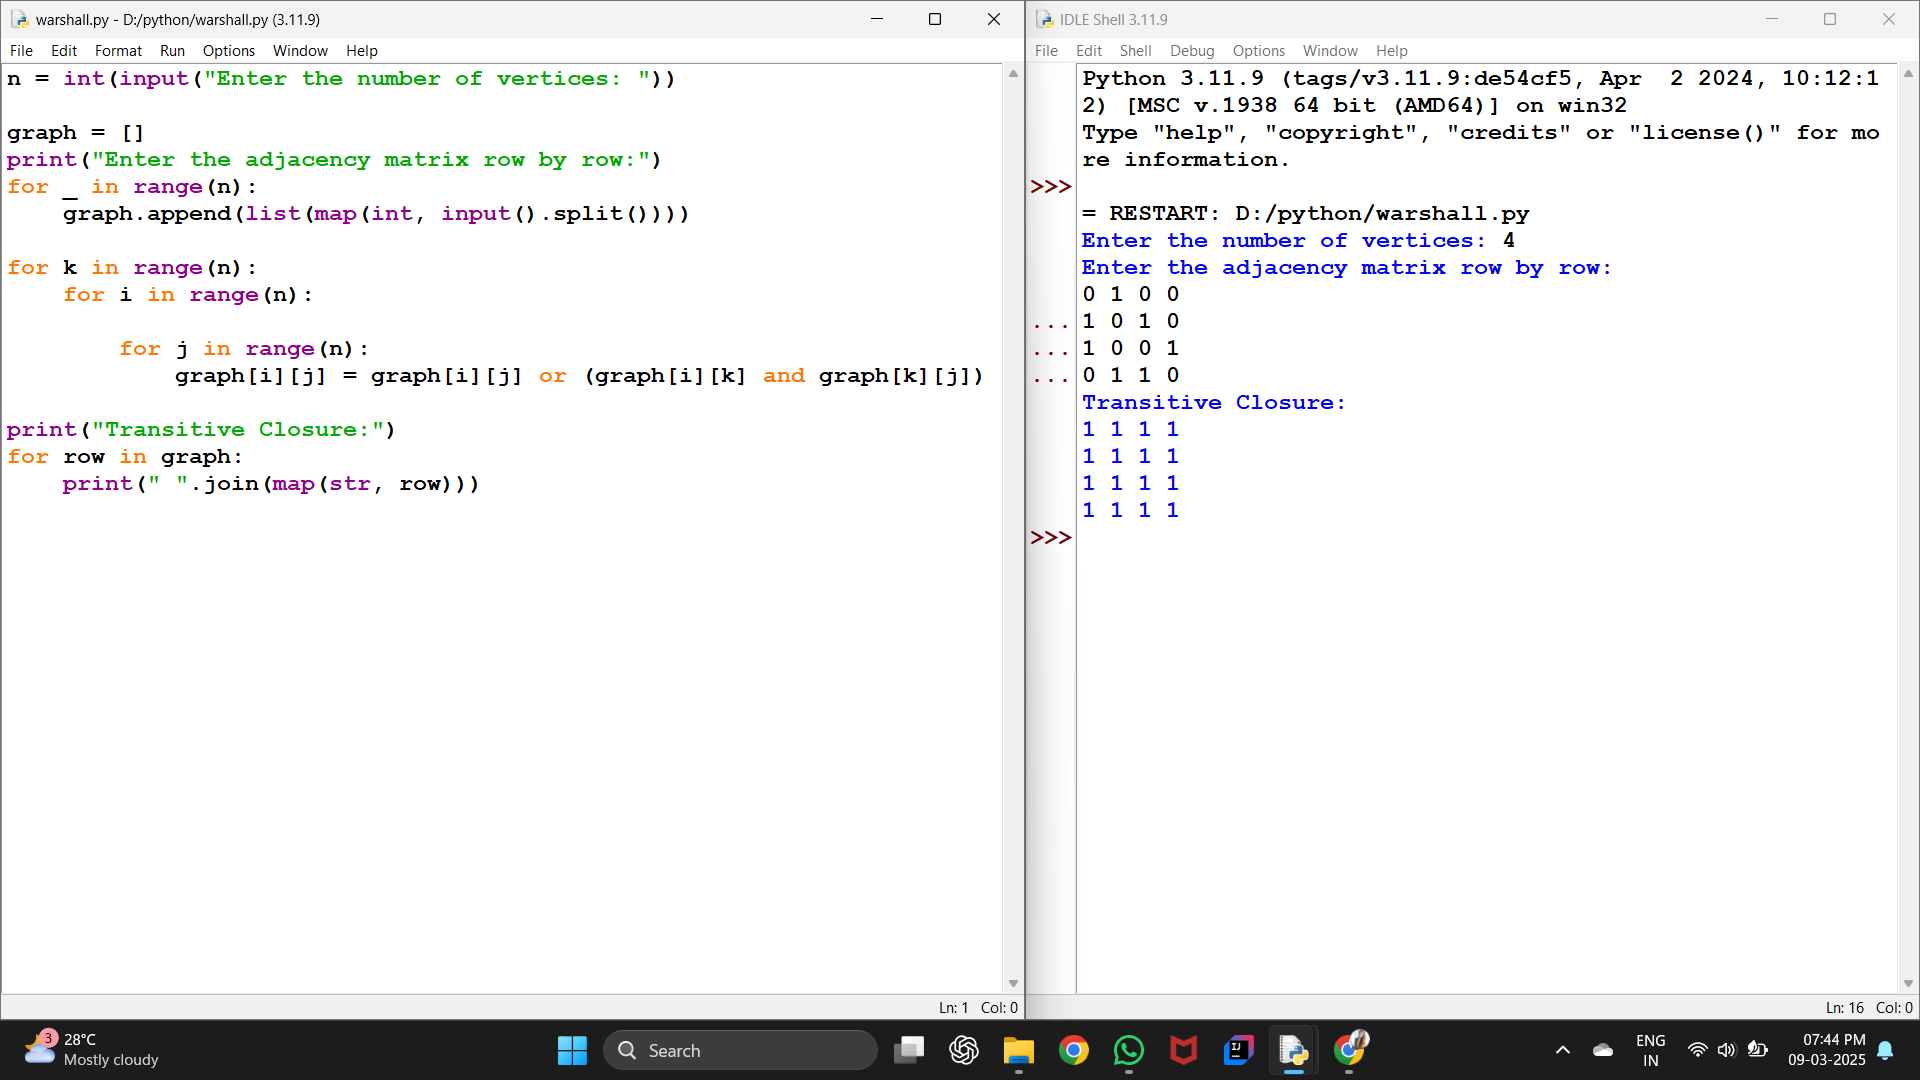 warshall.py - D:/python/warshall.py (3.11.9)
File Edit Format Run Options Window Help
n = int(input("Enter the number of vertices: "))
graph = []
print("Enter the adjacency matrix row by row:")
for _ in range(n):
    graph.append(list(map(int, input().split())))
for k in range(n):
    for i in range(n):
        for j in range(n):
            graph[i][j] = graph[i][j] or (graph[i][k] and graph[k][j])
print("Transitive Closure:")
for row in graph:
    print(" ".join(map(str, row)))
Ln: 1 Col: 0
IDLE Shell 3.11.9
File Edit Shell Debug Options Window Help
Python 3.11.9 (tags/v3.11.9:de54cf5, Apr  2 2024, 10:12:1
2) [MSC v.1938 64 bit (AMD64)] on win32
Type "help", "copyright", "credits" or "license()" for mo
re information.
>>>
= RESTART: D:/python/warshall.py
Enter the number of vertices: 4
Enter the adjacency matrix row by row:
0 1 0 0
... 1 0 1 0
... 1 0 0 1
... 0 1 1 0
Transitive Closure:
1 1 1 1
1 1 1 1
1 1 1 1
1 1 1 1
>>>
Ln: 16 Col: 0
3
28°C
Mostly cloudy
Search
IJ
ENG
IN
07:44 PM
09-03-2025